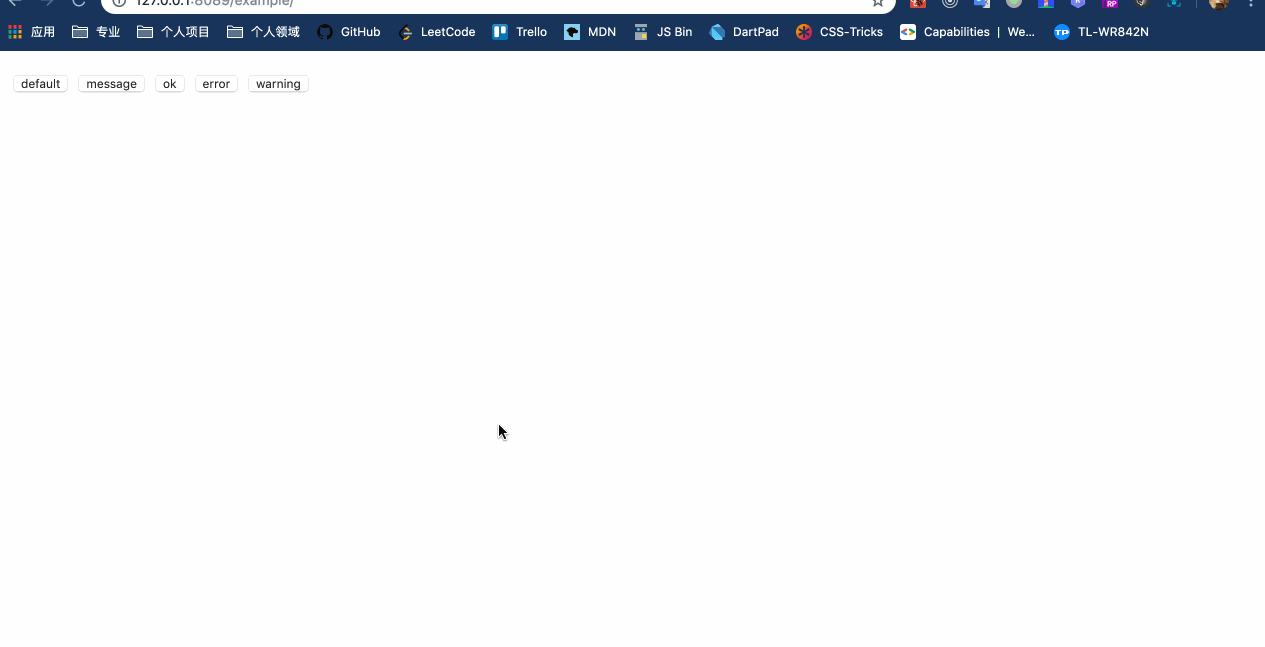 127.0.0.1:8089/example/
应用 专业 个人项目 个人领域 GitHub LeetCode Trello MDN JS Bin DartPad CSS-Tricks Capabilities | We... TL-WR842N
default message ok error warning